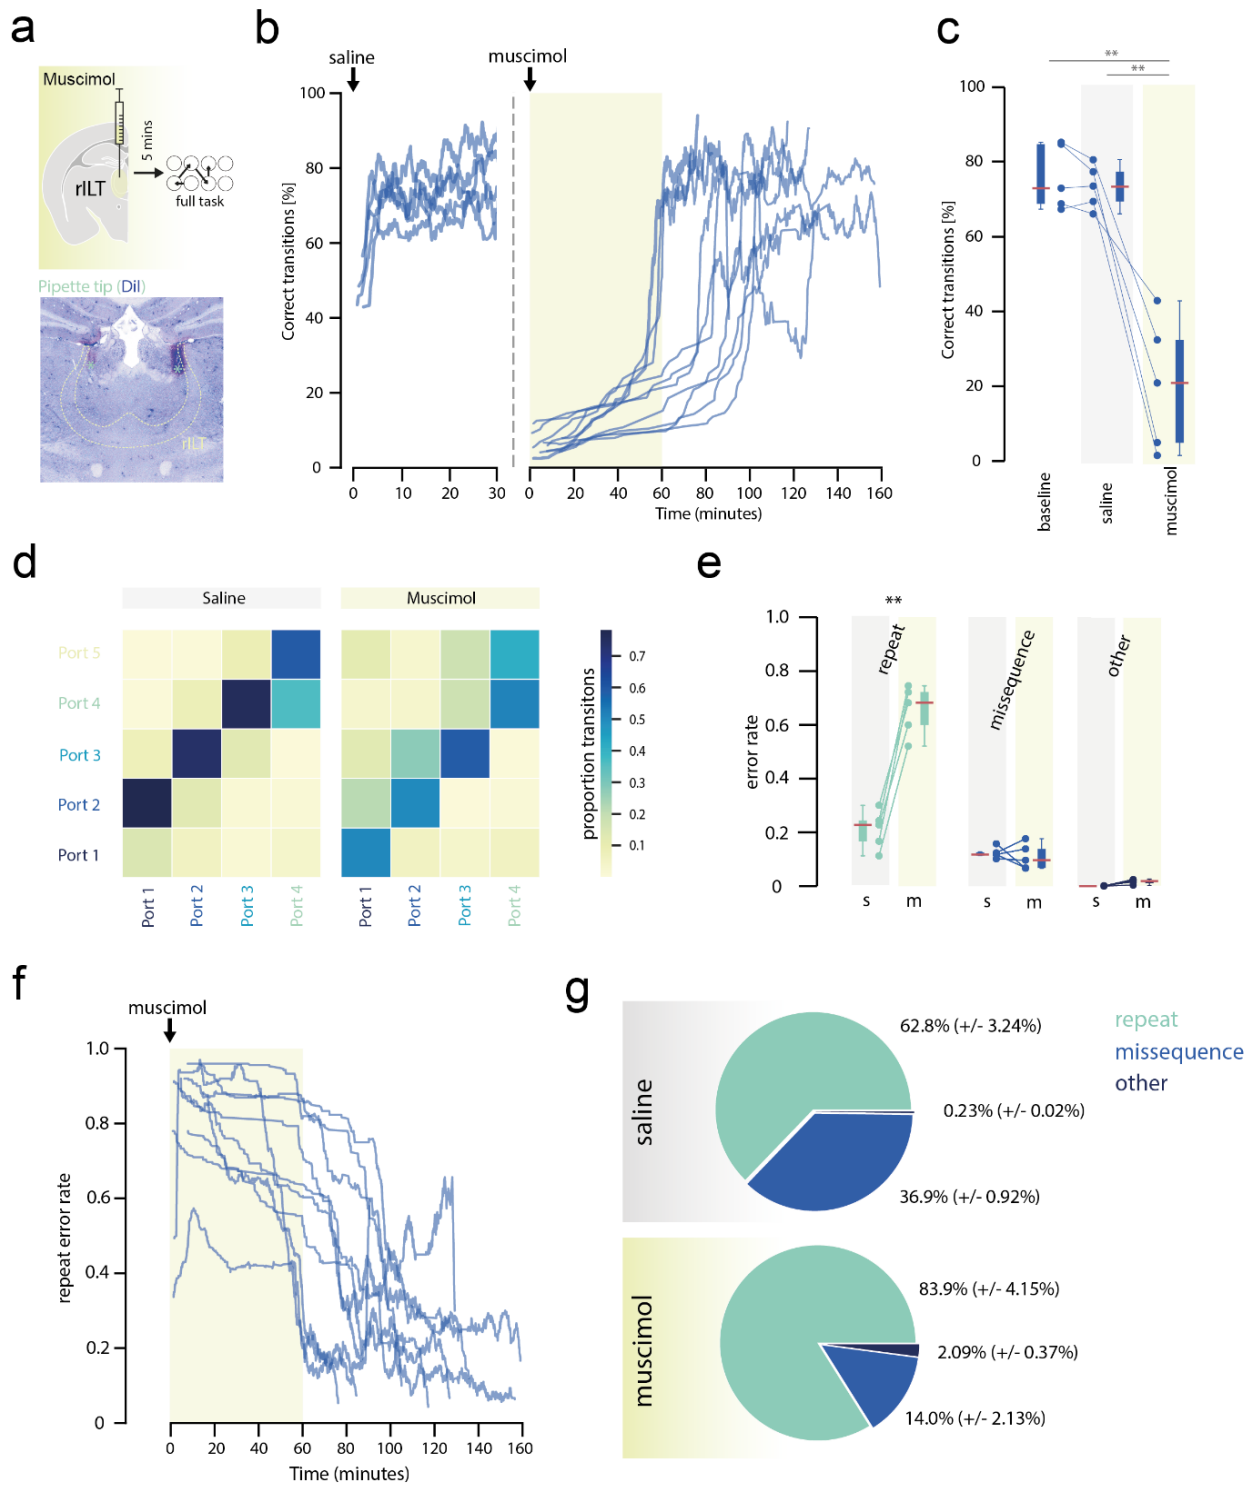 a
Muscimol
5 mins
rILT
full task
Pipette tip (DiI)
rILT
b
saline
muscimol
Correct transitions [%]
100
80
60
40
20
0
0 10 20 30
0 20 40 60 80 100 120 140 160
Time (minutes)
c
**
**
Correct transitions [%]
100
80
60
40
20
0
baseline
saline
muscimol
d
Saline
Muscimol
Port 5
Port 4
Port 3
Port 2
Port 1
Port 1
Port 2
Port 3
Port 4
Port 1
Port 2
Port 3
Port 4
0.7
0.6
0.5
0.4
0.3
0.2
0.1
proportion transitons
e
**
error rate
1.0
0.8
0.6
0.4
0.2
0
repeat
missequence
other
s m
s m
s m
f
muscimol
repeat error rate
1.0
0.8
0.6
0.4
0.2
0
0 20 40 60 80 100 120 140 160
Time (minutes)
g
saline
62.8% (+/- 3.24%)
0.23% (+/- 0.02%)
36.9% (+/- 0.92%)
repeat
missequence
other
muscimol
83.9% (+/- 4.15%)
2.09% (+/- 0.37%)
14.0% (+/- 2.13%)